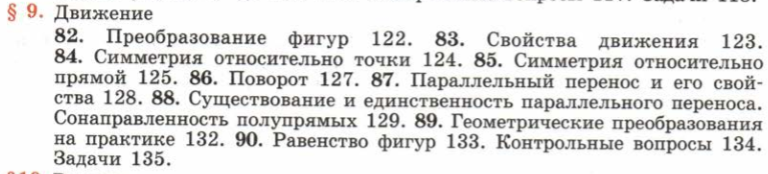 § 9. Движение
82. Преобразование фигур 122. 83. Свойства движения 123.
84. Симметрия относительно точки 124. 85. Симметрия относительно
прямой 125. 86. Поворот 127. 87. Параллельный перенос и его свой-
ства 128. 88. Существование и единственность параллельного переноса.
Сонаправленность полупрямых 129. 89. Геометрические преобразования
на практике 132. 90. Равенство фигур 133. Контрольные вопросы 134.
Задачи 135.